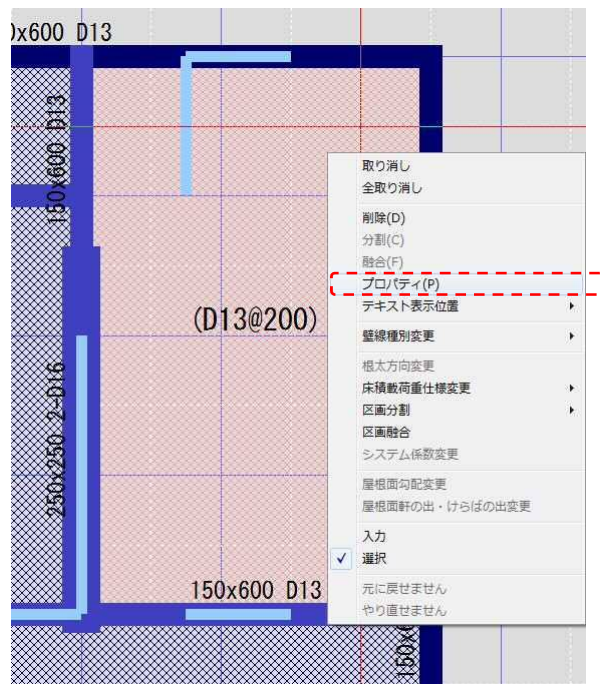 0x600 D13
150x600 D13
(D13@200)
250x250 2-D16
150x600 D13
取り消し
全取り消し
削除(D)
分割(C)
融合(F)
プロパティ(P)
テキスト表示位置
壁線種別変更
根太方向変更
床積載荷重仕様変更
区画分割
区画融合
システム係数変更
屋根面勾配変更
屋根面軒の出・けらばの出変更
入力
選択
元に戻せません
やり直せません